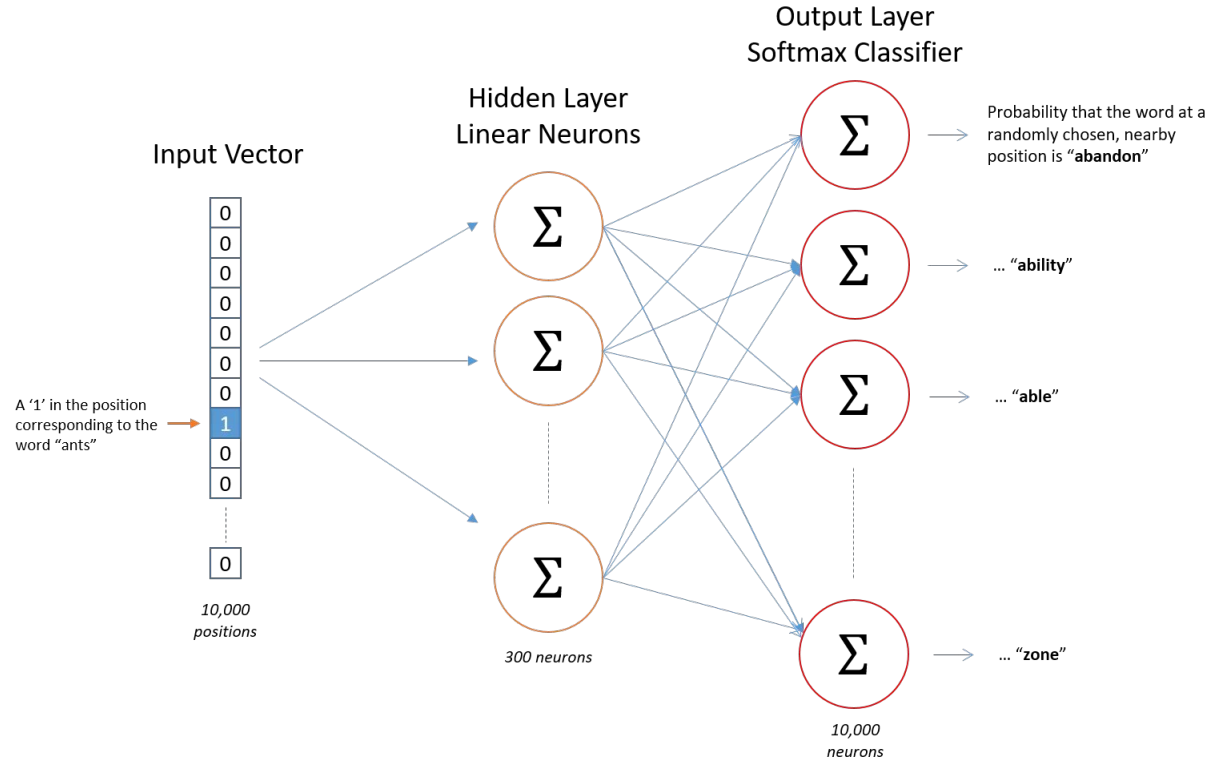 Output Layer
Softmax Classifier
Hidden Layer
Linear Neurons
Input Vector
0
0
0
0
0
0
0
1
0
0
0
A ‘1’ in the position
corresponding to the
word “ants”
10,000
positions
Σ
Σ
Σ
300 neurons
Σ
Σ
Σ
Σ
10,000
neurons
Probability that the word at a
randomly chosen, nearby
position is “abandon”
... “ability”
... “able”
... “zone”